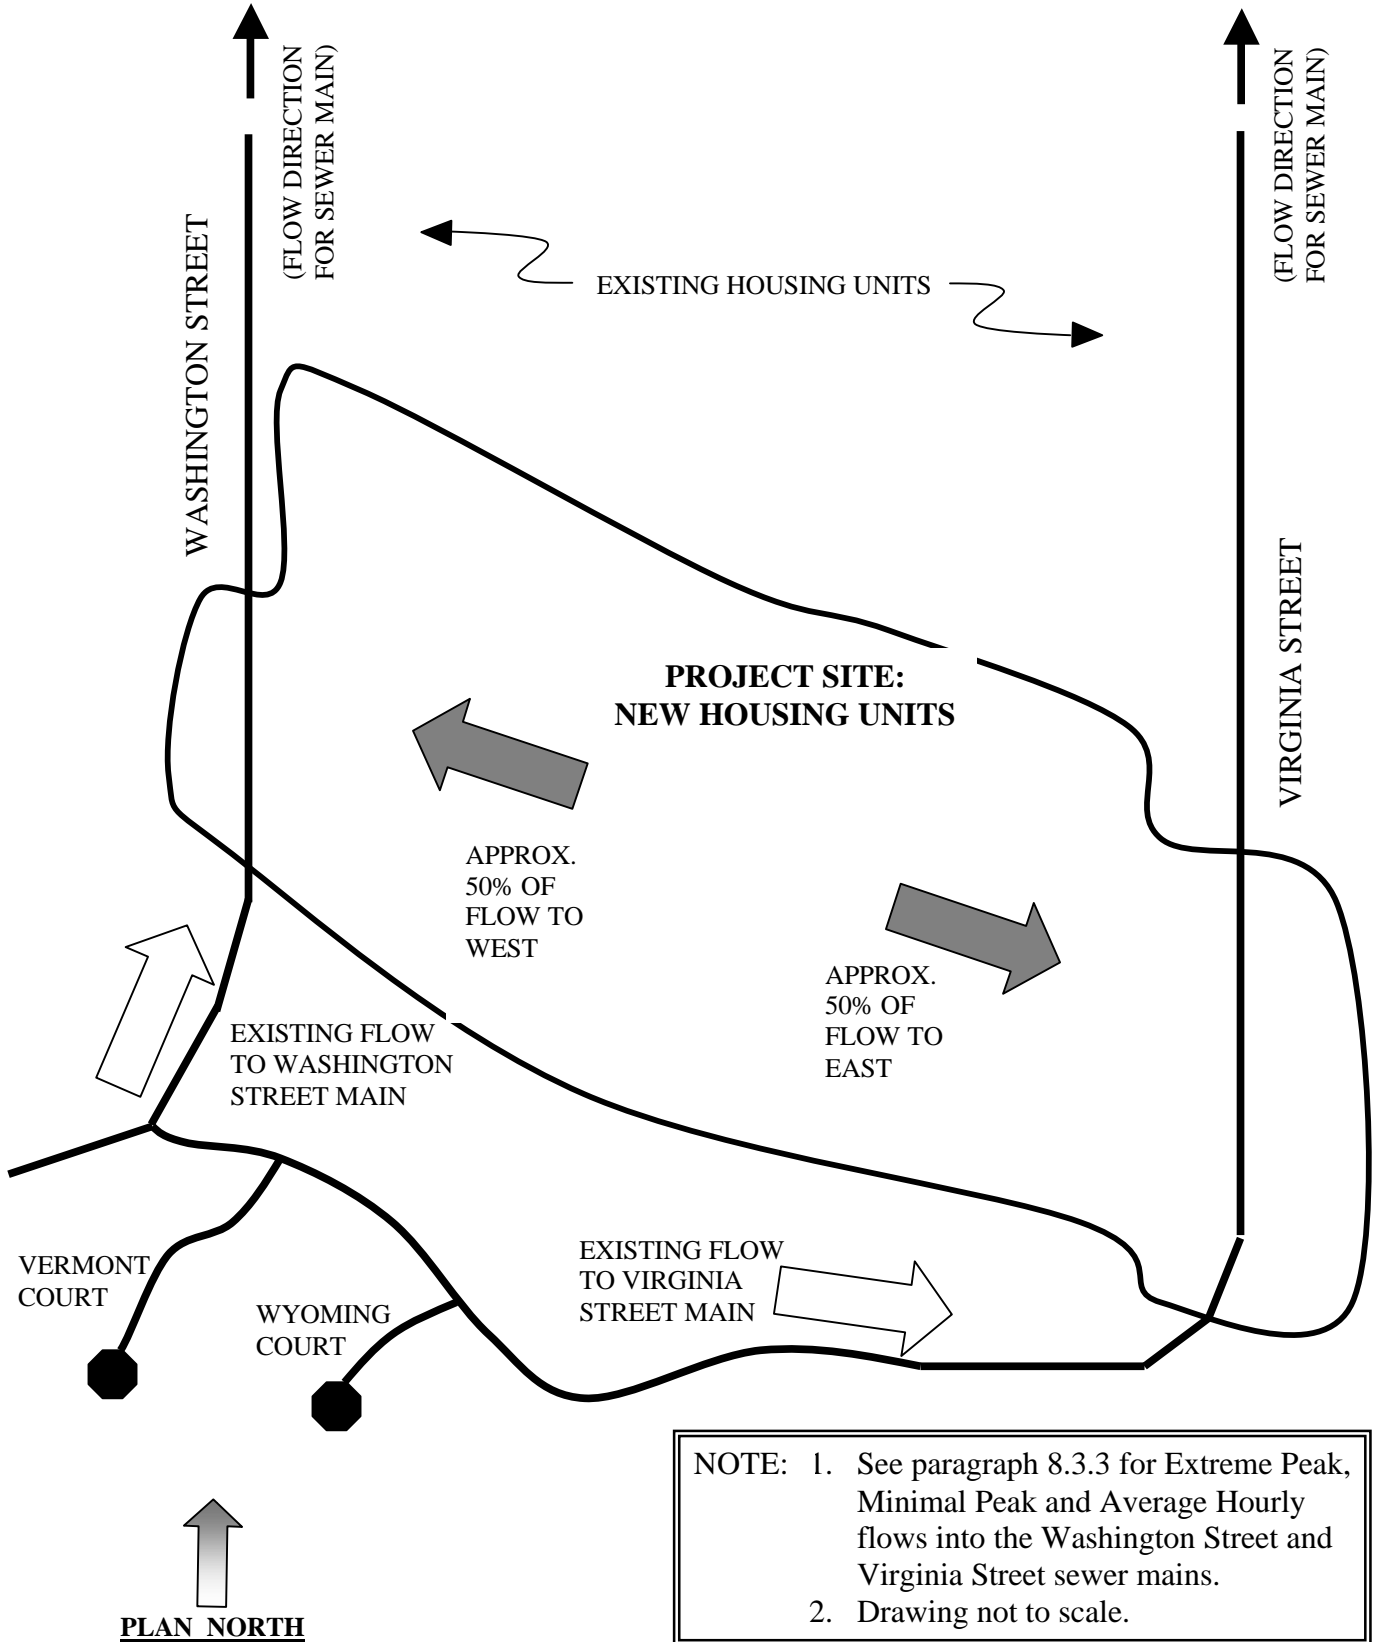 (FLOW DIRECTION
FOR SEWER MAIN)
(FLOW DIRECTION
FOR SEWER MAIN)
WASHINGTON STREET
EXISTING HOUSING UNITS
VIRGINIA STREET
PROJECT SITE:
NEW HOUSING UNITS
APPROX.
50% OF
FLOW TO
WEST
APPROX.
50% OF
FLOW TO
EAST
EXISTING FLOW
TO WASHINGTON
STREET MAIN
VERMONT
COURT
WYOMING
COURT
EXISTING FLOW
TO VIRGINIA
STREET MAIN
NOTE: 1. See paragraph 8.3.3 for Extreme Peak,
Minimal Peak and Average Hourly
flows into the Washington Street and
Virginia Street sewer mains.
2. Drawing not to scale.
PLAN NORTH